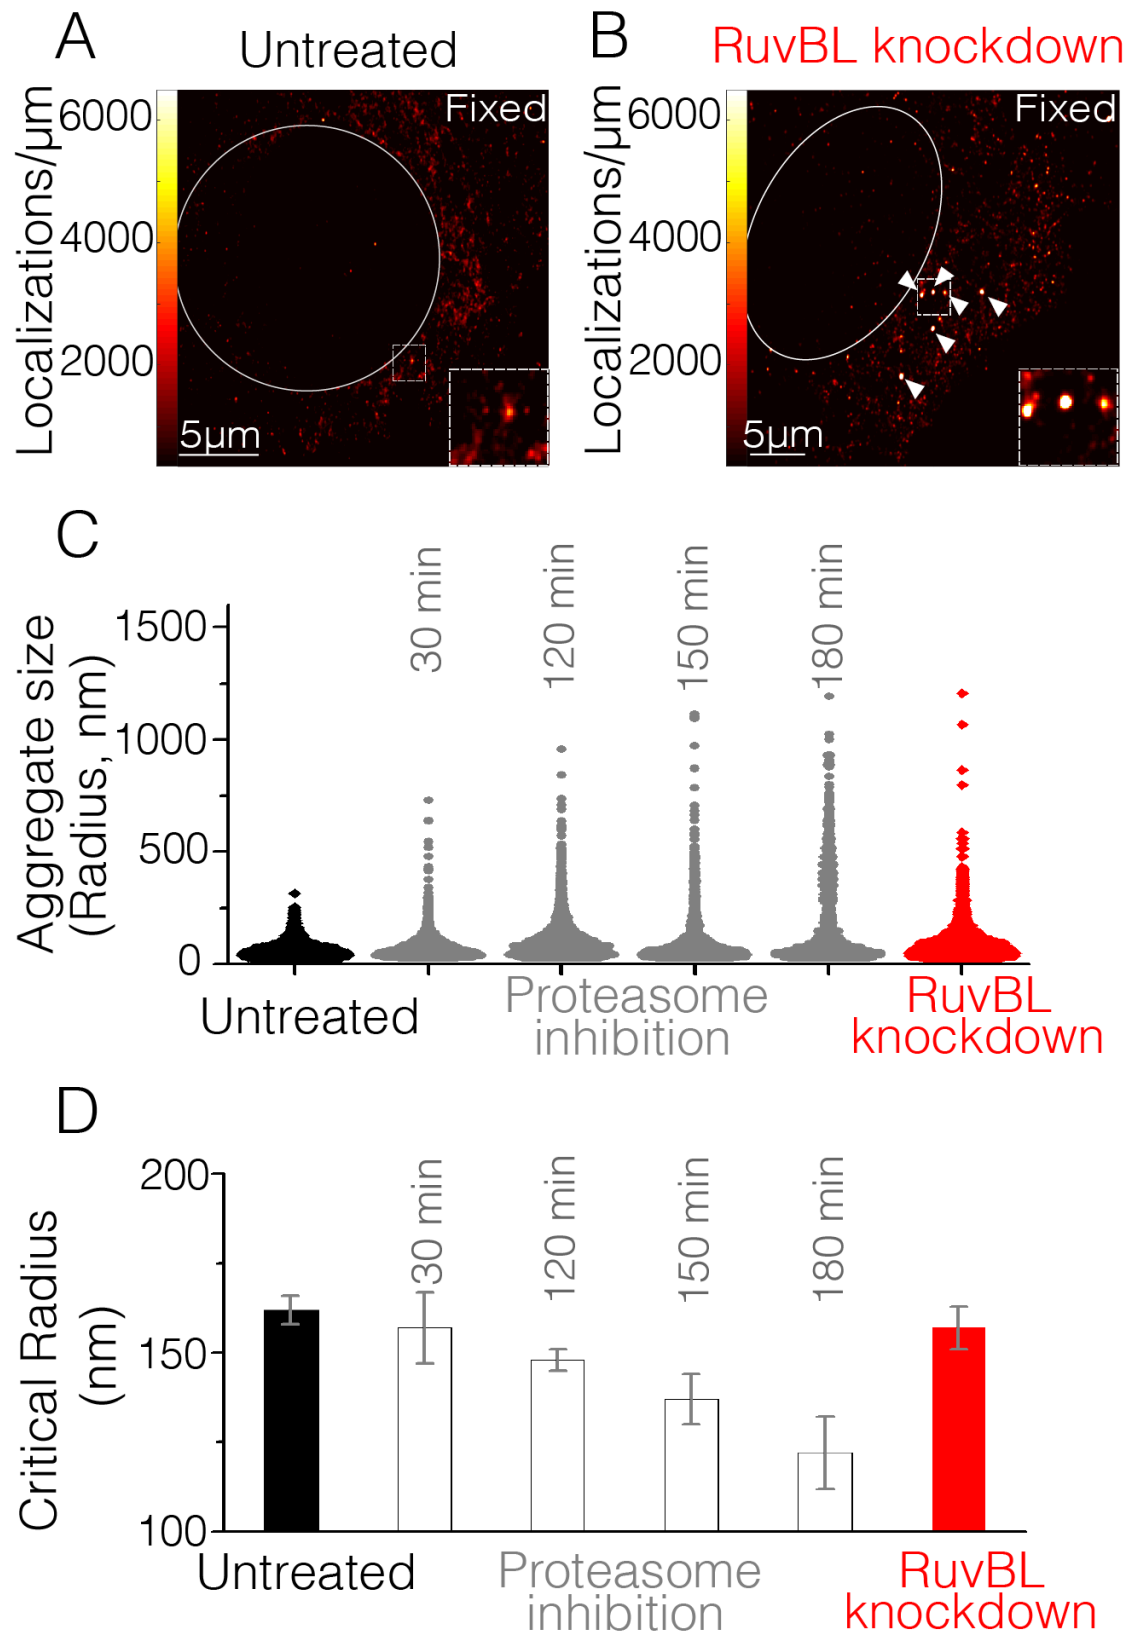 A
Untreated
Localizations/µm
6000
4000
2000
Fixed
5µm
B
RuvBL knockdown
Localizations/µm
6000
4000
2000
Fixed
5µm
C
Aggregate size
(Radius, nm)
1500
1000
500
0
30 min
120 min
150 min
180 min
Untreated
Proteasome
inhibition
RuvBL
knockdown
D
Critical Radius
(nm)
200
150
100
30 min
120 min
150 min
180 min
Untreated
Proteasome
inhibition
RuvBL
knockdown